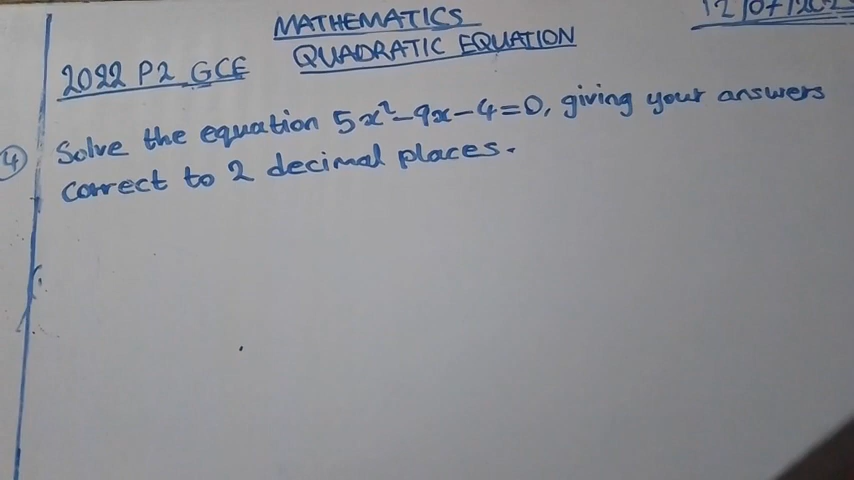 MATHEMATICS
QUADRATIC EQUATION
2022 P2 GCE
4 Solve the equation 5x²-9x-4=0, giving your answers
correct to 2 decimal places.